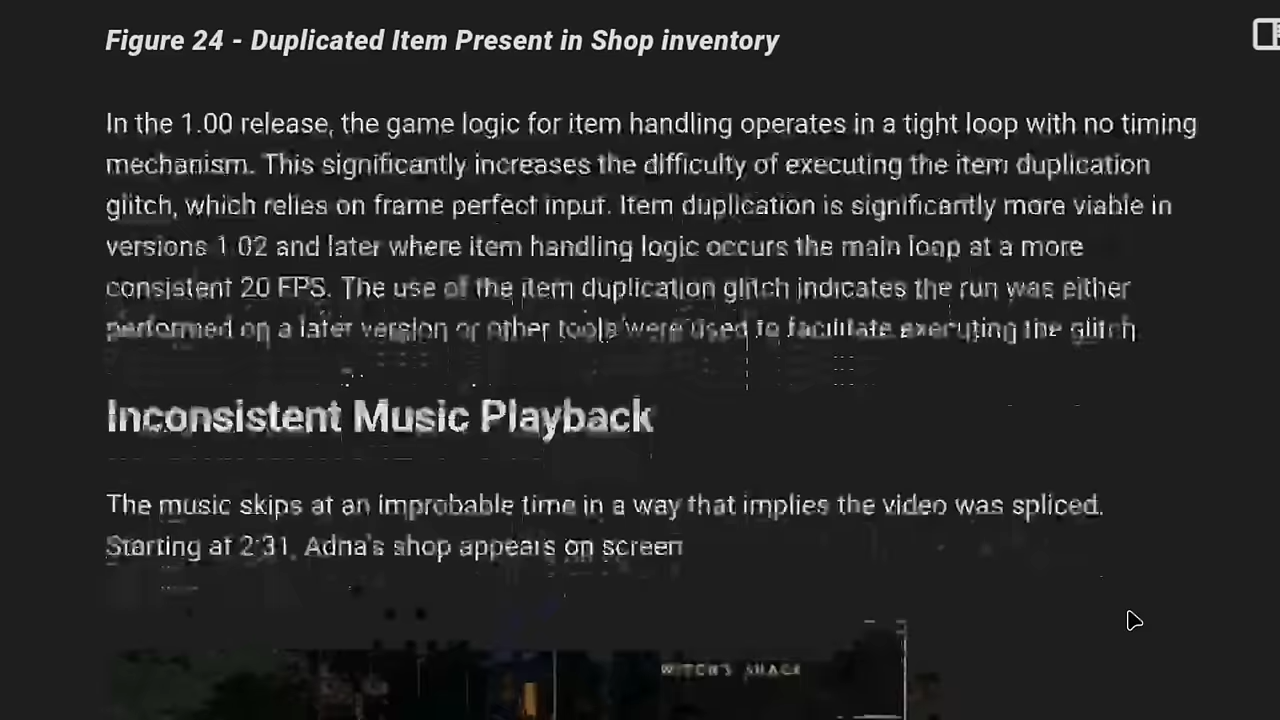 Figure 24 - Duplicated Item Present in Shop inventory
In the 1.00 release, the game logic for item handling operates in a tight loop with no timing
mechanism. This significantly increases the difficulty of executing the item duplication
glitch, which relies on frame perfect input. Item duplication is significantly more viable in
versions 1 02 and later where item handling logic occurs the main loop at a more
consistent 20 FPS. The use of the item duplication glitch indicates the run was either
performed on a later version or other tools were used to facilitate executing the glitch
Inconsistent Music Playback
The music skips at an improbable time in a way that implies the video was spliced.
Starting at 2:31, Adna's shop appears on screen
WITCH'S SHACK